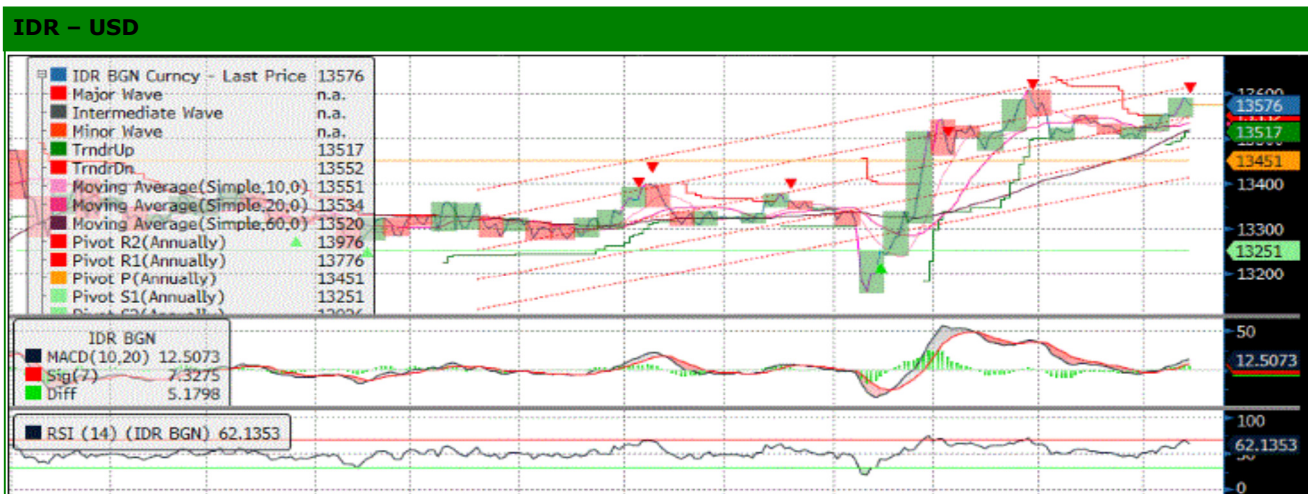 IDR – USD
IDR BGN Curncy - Last Price 13576
Major Wave n.a.
Intermediate Wave n.a.
Minor Wave n.a.
TrndrUp 13517
TrndrDn 13552
Moving Average(Simple,10,0) 13551
Moving Average(Simple,20,0) 13534
Moving Average(Simple,60,0) 13520
Pivot R2(Annually) 13976
Pivot R1(Annually) 13776
Pivot P(Annually) 13451
Pivot S1(Annually) 13251
13600
13576
13517
13451
13400
13300
13251
13200
IDR BGN
MACD(10,20) 12.5073
Sig(7) 7.3275
Diff 5.1798
50
12.5073
RSI (14) (IDR BGN) 62.1353
100
62.1353
0